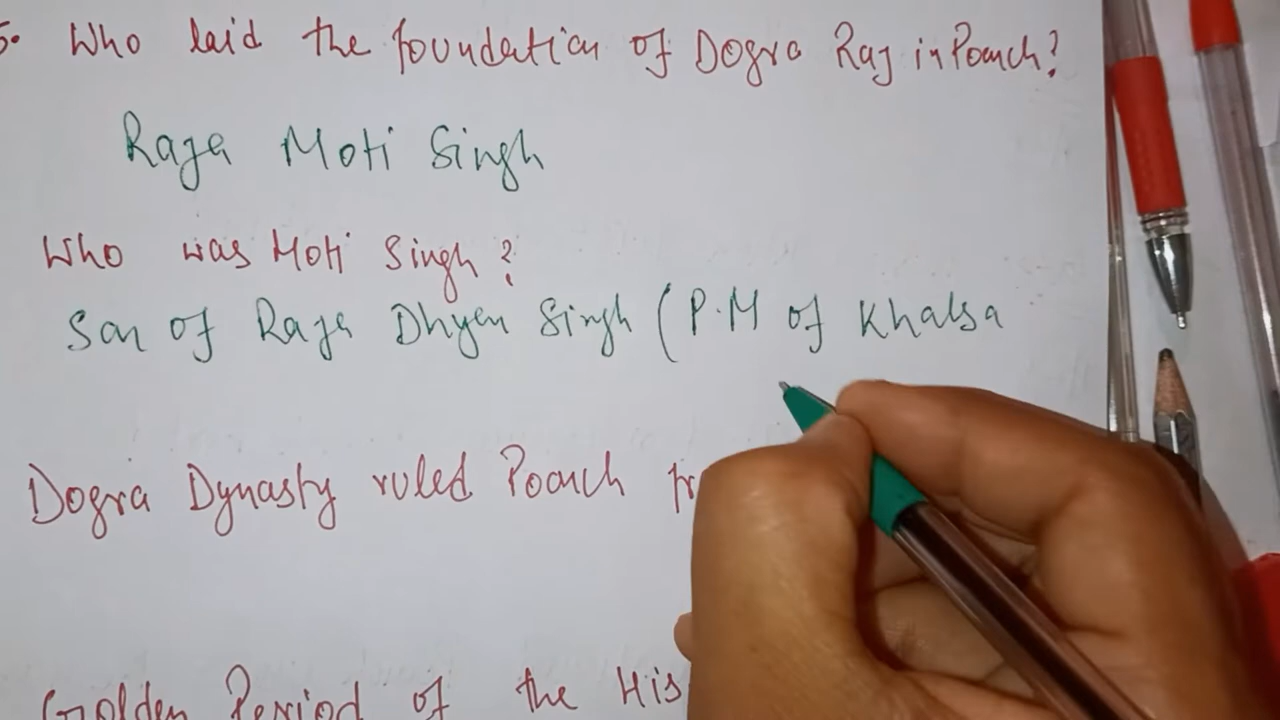 5. Who laid the foundation of Dogra Raj in Poonch?
Raja Moti Singh
Who was Moti Singh?
Son of Raja Dhyan Singh (P.M of Khalsa
Dogra Dynasty ruled Poonch
Golden Period of the His